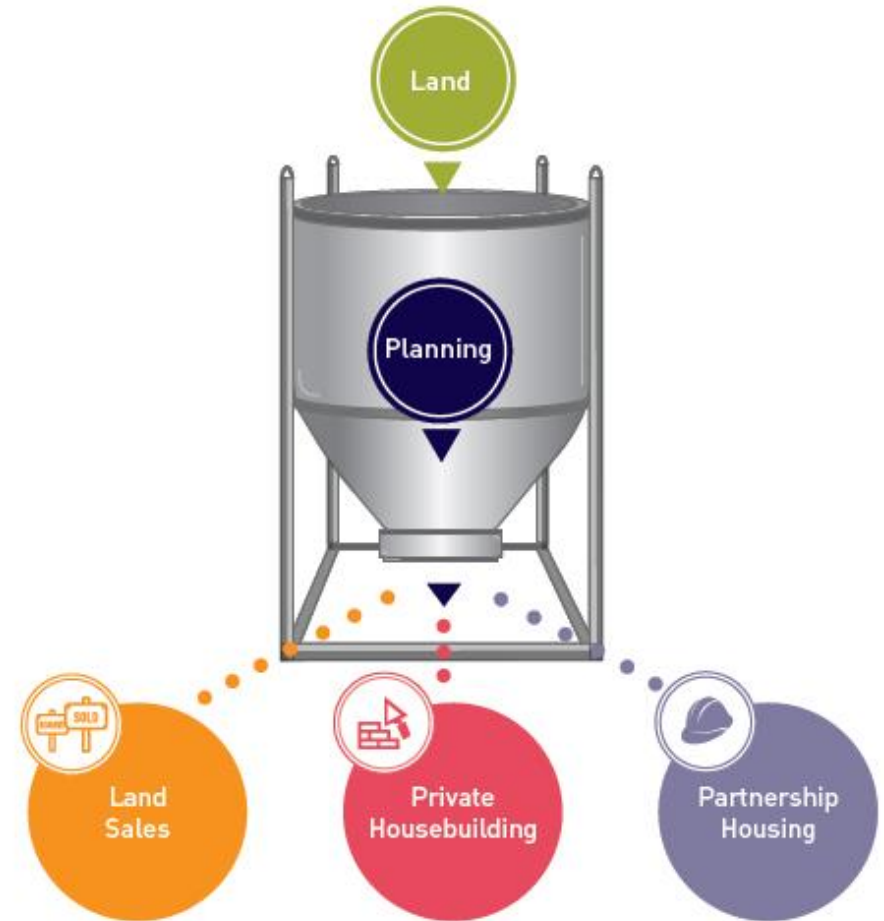 Land
Planning
SOLD
Land
Sales
Private
Housebuilding
Partnership
Housing